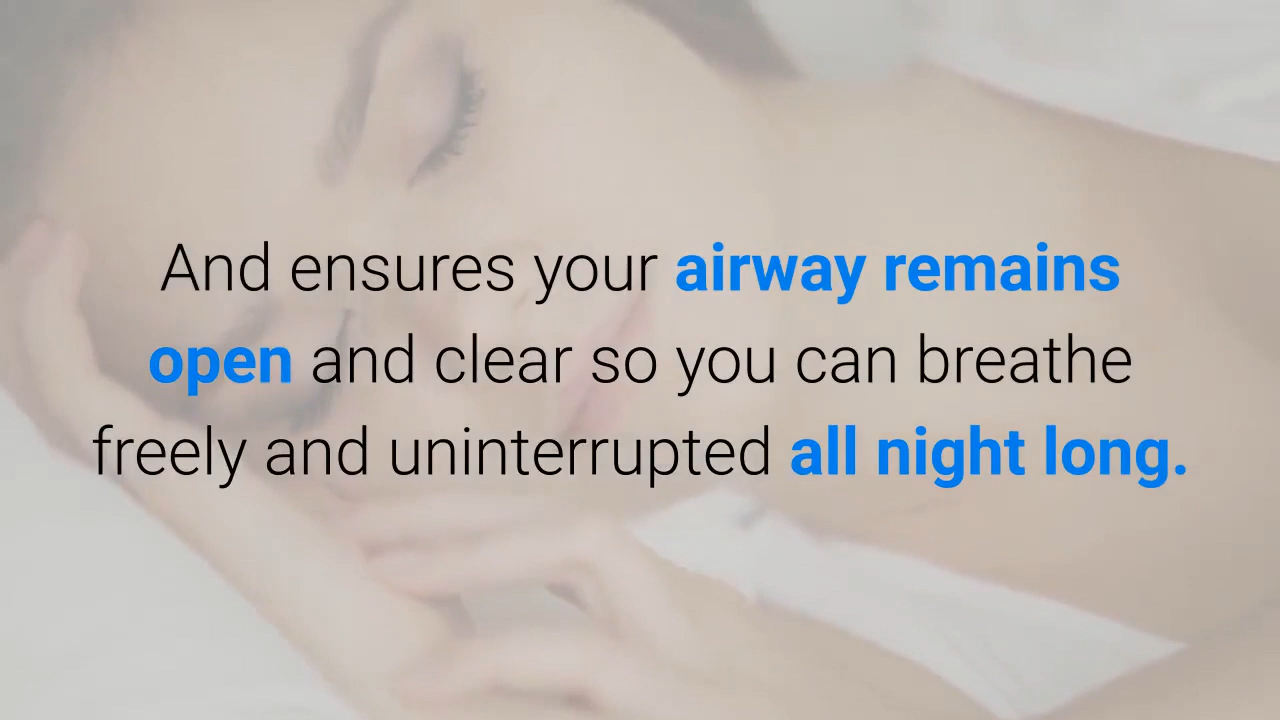 And ensures your airway remains
open and clear so you can breathe
freely and uninterrupted all night long.